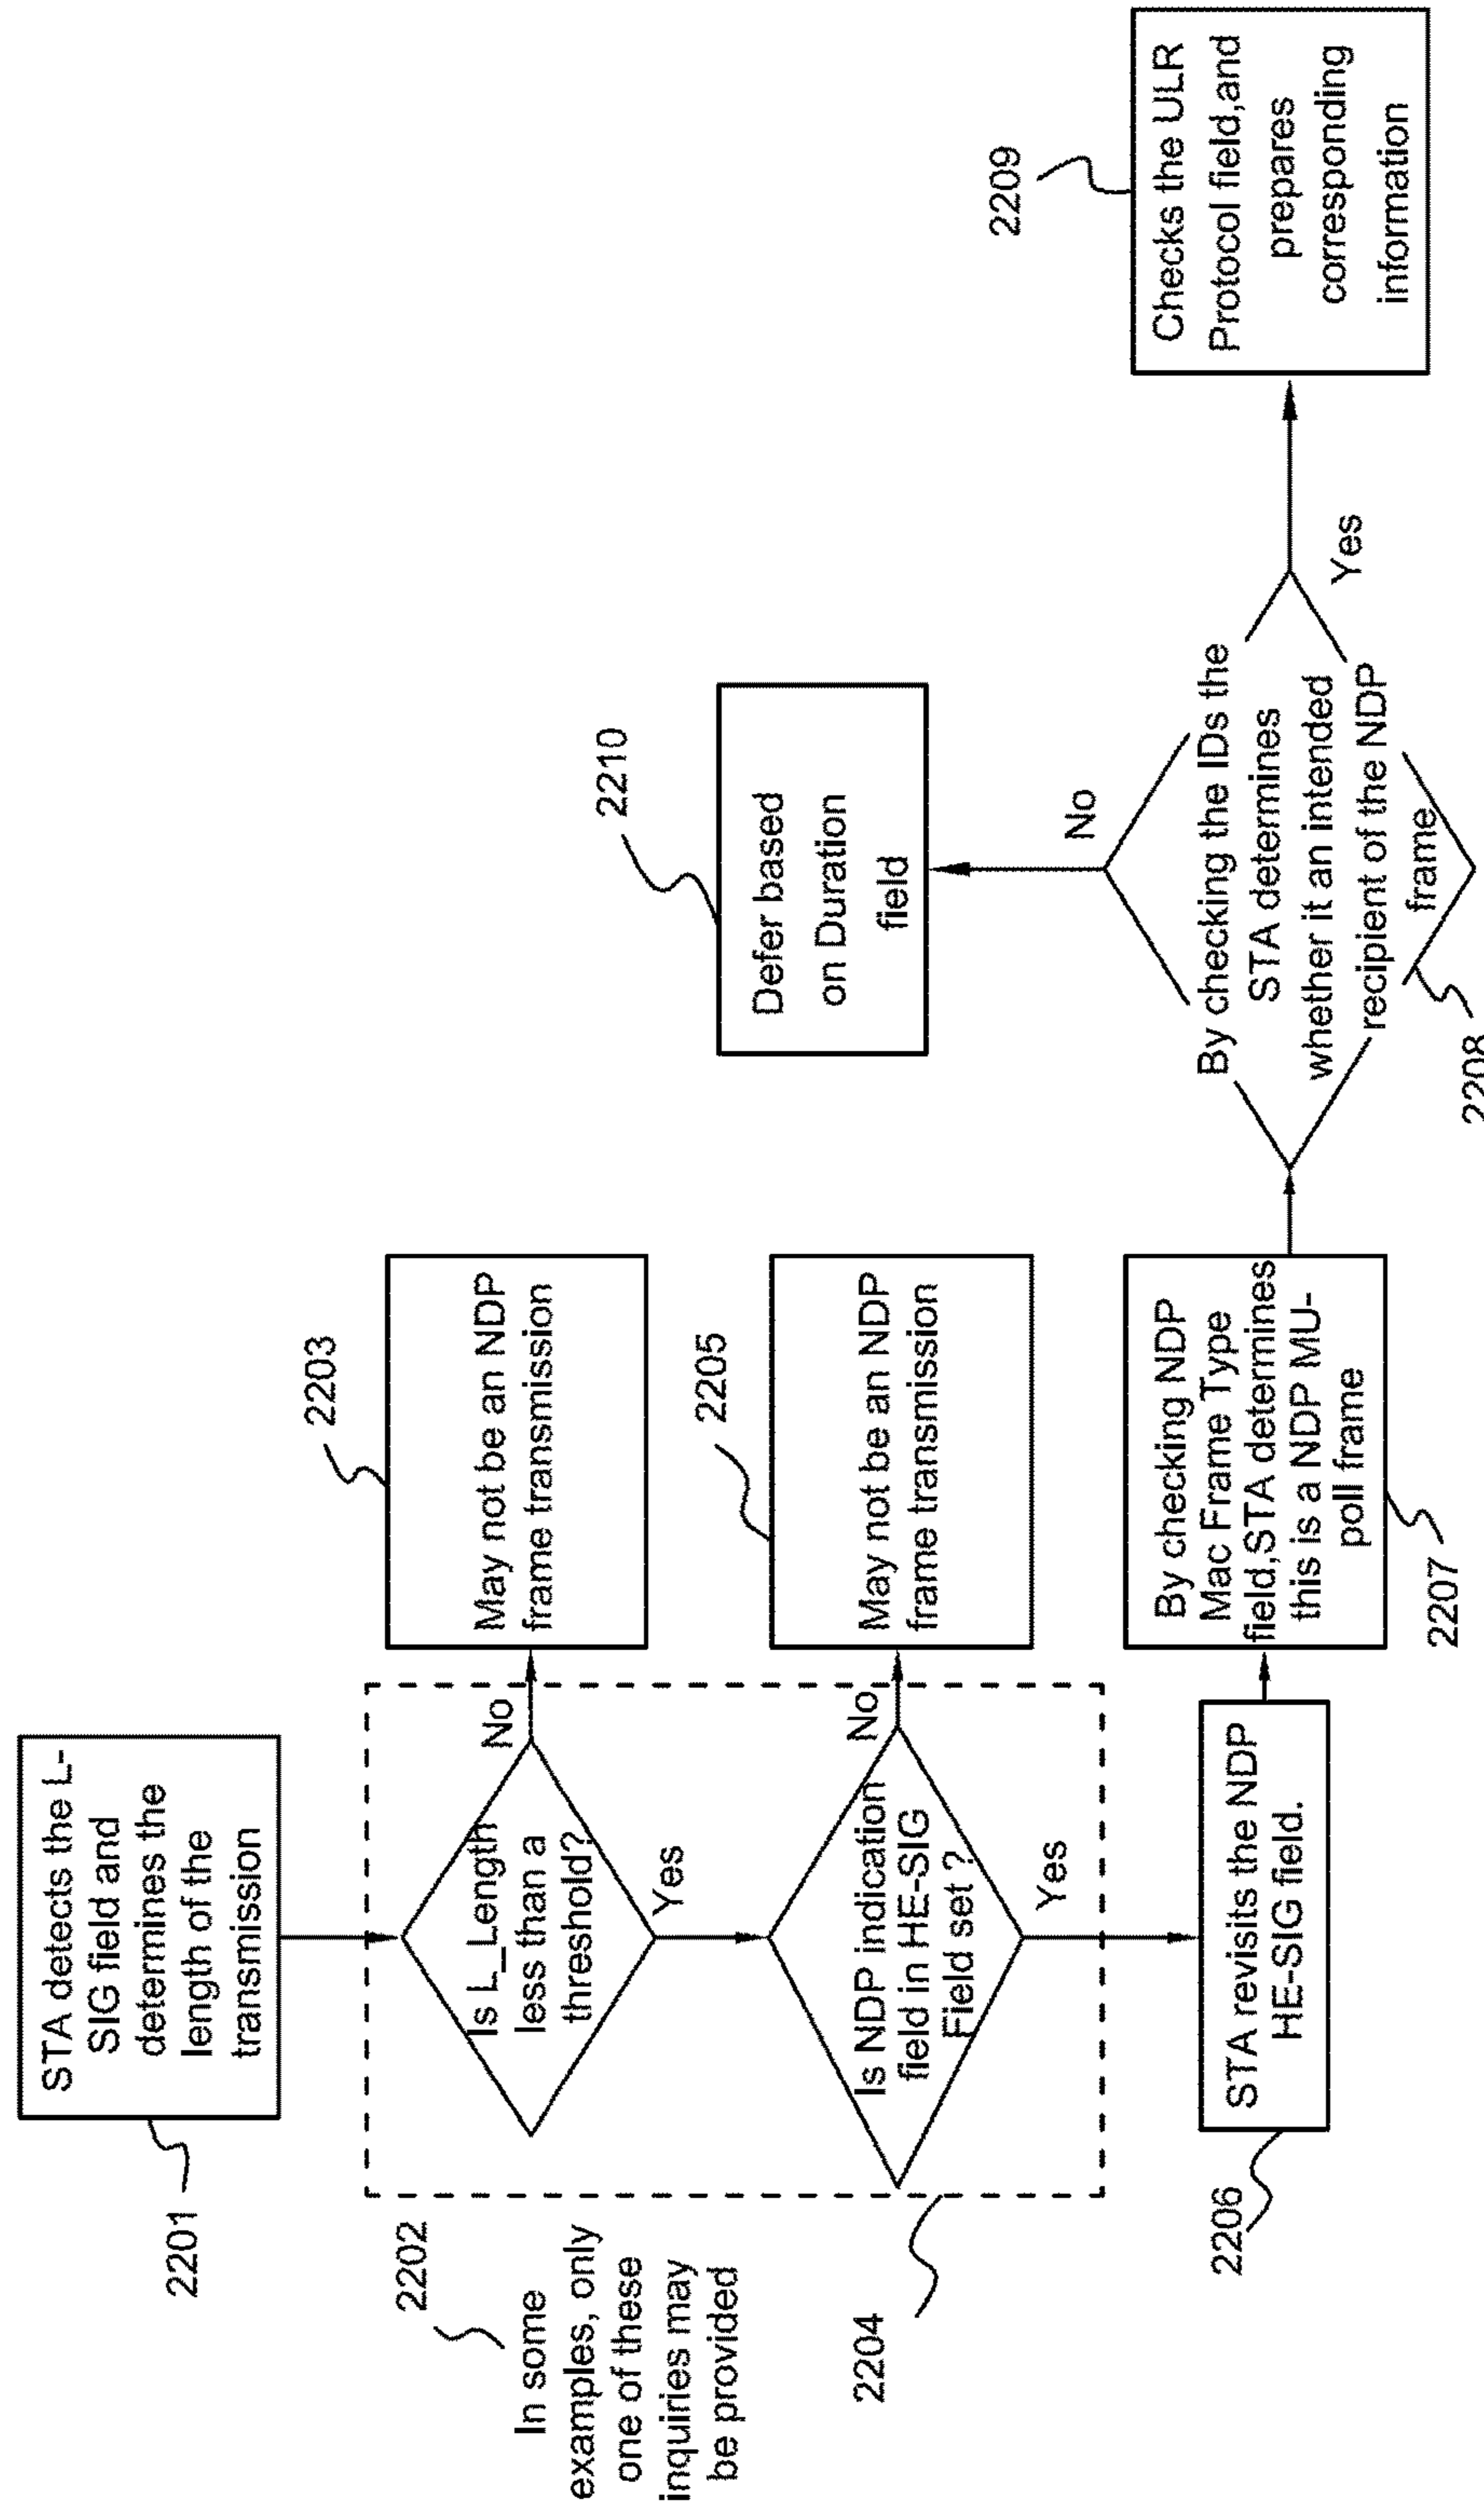 2201
STA detects the L-
SIG field and
determines the
length of the
transmission
2202
In some
examples, only
one of these
inquiries may
be provided
Is L_Length
less than a
threshold?
No
Yes
2203
May not be an NDP
frame transmission
2204
Is NDP indication
field in HE-SIG
Field set ?
No
Yes
2205
May not be an NDP
frame transmission
2206
STA revisits the NDP
HE-SIG field.
2207
By checking NDP
Mac Frame Type
field,STA determines
this is a NDP MU-
poll frame
2208
By checking the IDs the
STA determines
whether it an intended
recipient of the NDP
frame
No
Yes
2210
Defer based
on Duration
field
2209
Checks the ULR
Protocol field,and
prepares
corresponding
information